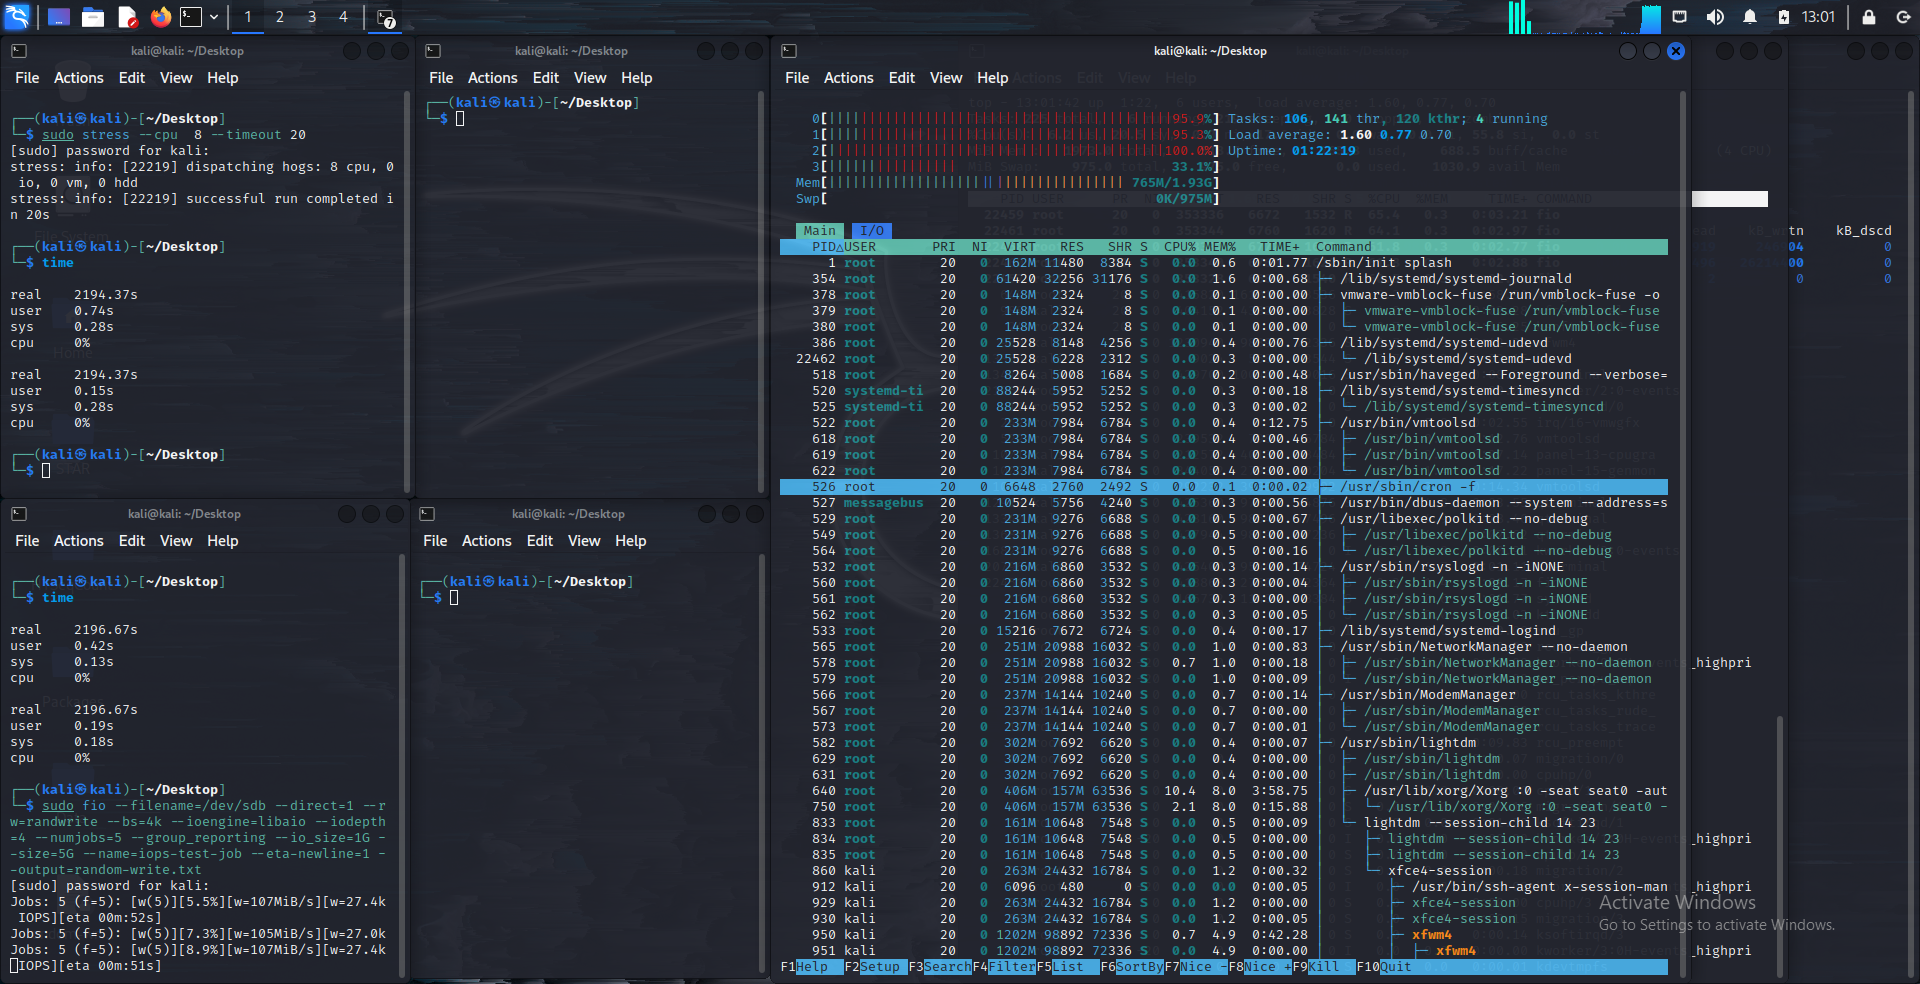 1 2 3 4 7 13:01
kali@kali: ~/Desktop
File Actions Edit View Help
┌──(kali㉿kali)-[~/Desktop]
└─$ sudo stress --cpu  8 --timeout 20
[sudo] password for kali:
stress: info: [22219] dispatching hogs: 8 cpu, 0
 io, 0 vm, 0 hdd
stress: info: [22219] successful run completed i
n 20s
┌──(kali㉿kali)-[~/Desktop]
└─$ time
real    2194.37s
user    0.74s
sys     0.28s
cpu     0%
real    2194.37s
user    0.15s
sys     0.28s
cpu     0%
┌──(kali㉿kali)-[~/Desktop]
└─$
kali@kali: ~/Desktop
File Actions Edit View Help
┌──(kali㉿kali)-[~/Desktop]
└─$
kali@kali: ~/Desktop
File Actions Edit View Help
┌──(kali㉿kali)-[~/Desktop]
└─$ time
real    2196.67s
user    0.42s
sys     0.13s
cpu     0%
real    2196.67s
user    0.19s
sys     0.18s
cpu     0%
┌──(kali㉿kali)-[~/Desktop]
└─$ sudo fio --filename=/dev/sdb --direct=1 --r
w=randwrite --bs=4k --ioengine=libaio --iodepth
=4 --numjobs=5 --group_reporting --io_size=1G -
-size=5G --name=iops-test-job --eta-newline=1 -
-output=random-write.txt
[sudo] password for kali:
Jobs: 5 (f=5): [w(5)][5.5%][w=107MiB/s][w=27.4k
 IOPS][eta 00m:52s]
Jobs: 5 (f=5): [w(5)][7.3%][w=105MiB/s][w=27.0k
Jobs: 5 (f=5): [w(5)][8.9%][w=107MiB/s][w=27.4k
 IOPS][eta 00m:51s]
kali@kali: ~/Desktop
File Actions Edit View Help
┌──(kali㉿kali)-[~/Desktop]
└─$
kali@kali: ~/Desktop
File Actions Edit View Help
0[95.9%] Tasks: 106, 141 thr, 120 kthr; 4 running
1[95.3%] Load average: 1.60 0.77 0.70
2[100.0%] Uptime: 01:22:19
3[33.1%]
Mem[765M/1.93G]
Swp[0K/975M]
Main I/O
PID△USER PRI NI VIRT RES SHR S CPU% MEM% TIME+ Command
1 root 20 0 162M 11480 8384 S 0.0 0.6 0:01.77 /sbin/init splash
354 root 20 0 61420 32256 31176 S 0.0 1.6 0:00.68 ├─ /lib/systemd/systemd-journald
378 root 20 0 148M 2324 8 S 0.0 0.1 0:00.00 ├─ vmware-vmblock-fuse /run/vmblock-fuse -o
379 root 20 0 148M 2324 8 S 0.0 0.1 0:00.00 │  ├─ vmware-vmblock-fuse /run/vmblock-fuse
380 root 20 0 148M 2324 8 S 0.0 0.1 0:00.00 │  └─ vmware-vmblock-fuse /run/vmblock-fuse
386 root 20 0 25528 8148 4256 S 0.0 0.4 0:00.76 ├─ /lib/systemd/systemd-udevd
22462 root 20 0 25528 6228 2312 S 0.0 0.3 0:00.00 │  └─ /lib/systemd/systemd-udevd
518 root 20 0 8264 5008 1684 S 0.0 0.2 0:00.48 ├─ /usr/sbin/haveged --Foreground --verbose=
520 systemd-ti 20 0 88244 5952 5252 S 0.0 0.3 0:00.18 ├─ /lib/systemd/systemd-timesyncd
525 systemd-ti 20 0 88244 5952 5252 S 0.0 0.3 0:00.02 │  └─ /lib/systemd/systemd-timesyncd
522 root 20 0 233M 7984 6784 S 0.0 0.4 0:12.75 ├─ /usr/bin/vmtoolsd
618 root 20 0 233M 7984 6784 S 0.0 0.4 0:00.46 │  ├─ /usr/bin/vmtoolsd
619 root 20 0 233M 7984 6784 S 0.0 0.4 0:00.00 │  ├─ /usr/bin/vmtoolsd
622 root 20 0 233M 7984 6784 S 0.0 0.4 0:00.00 │  └─ /usr/bin/vmtoolsd
526 root 20 0 6648 2760 2492 S 0.0 0.1 0:00.02 ├─ /usr/sbin/cron -f
527 messagebus 20 0 10524 5756 4240 S 0.0 0.3 0:00.56 ├─ /usr/bin/dbus-daemon --system --address=s
529 root 20 0 231M 9276 6688 S 0.0 0.5 0:00.67 ├─ /usr/libexec/polkitd --no-debug
549 root 20 0 231M 9276 6688 S 0.0 0.5 0:00.00 │  ├─ /usr/libexec/polkitd --no-debug
564 root 20 0 231M 9276 6688 S 0.0 0.5 0:00.16 │  └─ /usr/libexec/polkitd --no-debug
532 root 20 0 216M 6860 3532 S 0.0 0.3 0:00.14 ├─ /usr/sbin/rsyslogd -n -iNONE
560 root 20 0 216M 6860 3532 S 0.0 0.3 0:00.04 │  ├─ /usr/sbin/rsyslogd -n -iNONE
561 root 20 0 216M 6860 3532 S 0.0 0.3 0:00.00 │  ├─ /usr/sbin/rsyslogd -n -iNONE
562 root 20 0 216M 6860 3532 S 0.0 0.3 0:00.05 │  └─ /usr/sbin/rsyslogd -n -iNONE
533 root 20 0 15216 7672 6724 S 0.0 0.4 0:00.17 ├─ /lib/systemd/systemd-logind
565 root 20 0 251M 20988 16032 S 0.0 1.0 0:00.83 ├─ /usr/sbin/NetworkManager --no-daemon
578 root 20 0 251M 20988 16032 S 0.7 1.0 0:00.18 │  ├─ /usr/sbin/NetworkManager --no-daemon
579 root 20 0 251M 20988 16032 S 0.0 1.0 0:00.09 │  └─ /usr/sbin/NetworkManager --no-daemon
566 root 20 0 237M 14144 10240 S 0.0 0.7 0:00.14 ├─ /usr/sbin/ModemManager
567 root 20 0 237M 14144 10240 S 0.0 0.7 0:00.00 │  ├─ /usr/sbin/ModemManager
573 root 20 0 237M 14144 10240 S 0.0 0.7 0:00.01 │  └─ /usr/sbin/ModemManager
582 root 20 0 302M 7692 6620 S 0.0 0.4 0:00.07 ├─ /usr/sbin/lightdm
629 root 20 0 302M 7692 6620 S 0.0 0.4 0:00.00 │  ├─ /usr/sbin/lightdm
631 root 20 0 302M 7692 6620 S 0.0 0.4 0:00.00 │  ├─ /usr/sbin/lightdm
640 root 20 0 406M 157M 63536 S 10.4 8.0 3:58.75 │  ├─ /usr/lib/xorg/Xorg :0 -seat seat0 -aut
750 root 20 0 406M 157M 63536 S 2.1 8.0 0:15.88 │  │  └─ /usr/lib/xorg/Xorg :0 -seat seat0 -
833 root 20 0 161M 10648 7548 S 0.0 0.5 0:00.09 │  └─ lightdm --session-child 14 23
834 root 20 0 161M 10648 7548 S 0.0 0.5 0:00.00 │     ├─ lightdm --session-child 14 23
835 root 20 0 161M 10648 7548 S 0.0 0.5 0:00.00 │     ├─ lightdm --session-child 14 23
860 kali 20 0 263M 24432 16784 S 0.0 1.2 0:00.32 │     └─ xfce4-session
912 kali 20 0 6096 480 0 S 0.0 0.0 0:00.05 │        ├─ /usr/bin/ssh-agent x-session-man
929 kali 20 0 263M 24432 16784 S 0.0 1.2 0:00.00 │        ├─ xfce4-session
930 kali 20 0 263M 24432 16784 S 0.0 1.2 0:00.05 │        ├─ xfce4-session
950 kali 20 0 1202M 98892 72336 S 0.7 4.9 0:42.28 │        ├─ xfwm4
951 kali 20 0 1202M 98892 72336 S 0.0 4.9 0:00.00 │        │  ├─ xfwm4
F1Help F2Setup F3SearchF4FilterF5List F6SortByF7Nice -F8Nice +F9Kill F10Quit
_highpri
_highpri
_highpri
_highpri
kB_dscd
0
0
0
Activate Windows
Go to Settings to activate Windows.